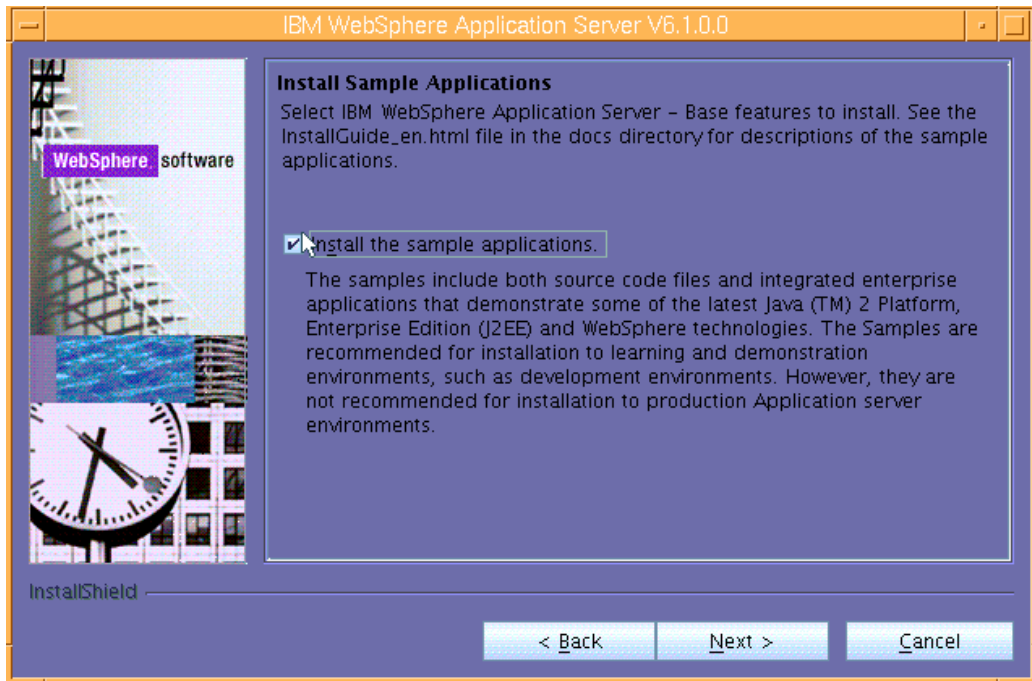 IBM WebSphere Application Server V6.1.0.0
WebSphere. software
Install Sample Applications
Select IBM WebSphere Application Server – Base features to install. See the
InstallGuide_en.html file in the docs directory for descriptions of the sample
applications.
Install the sample applications.
The samples include both source code files and integrated enterprise
applications that demonstrate some of the latest Java (TM) 2 Platform,
Enterprise Edition (J2EE) and WebSphere technologies. The Samples are
recommended for installation to learning and demonstration
environments, such as development environments. However, they are
not recommended for installation to production Application server
environments.
InstallShield
< Back
Next >
Cancel